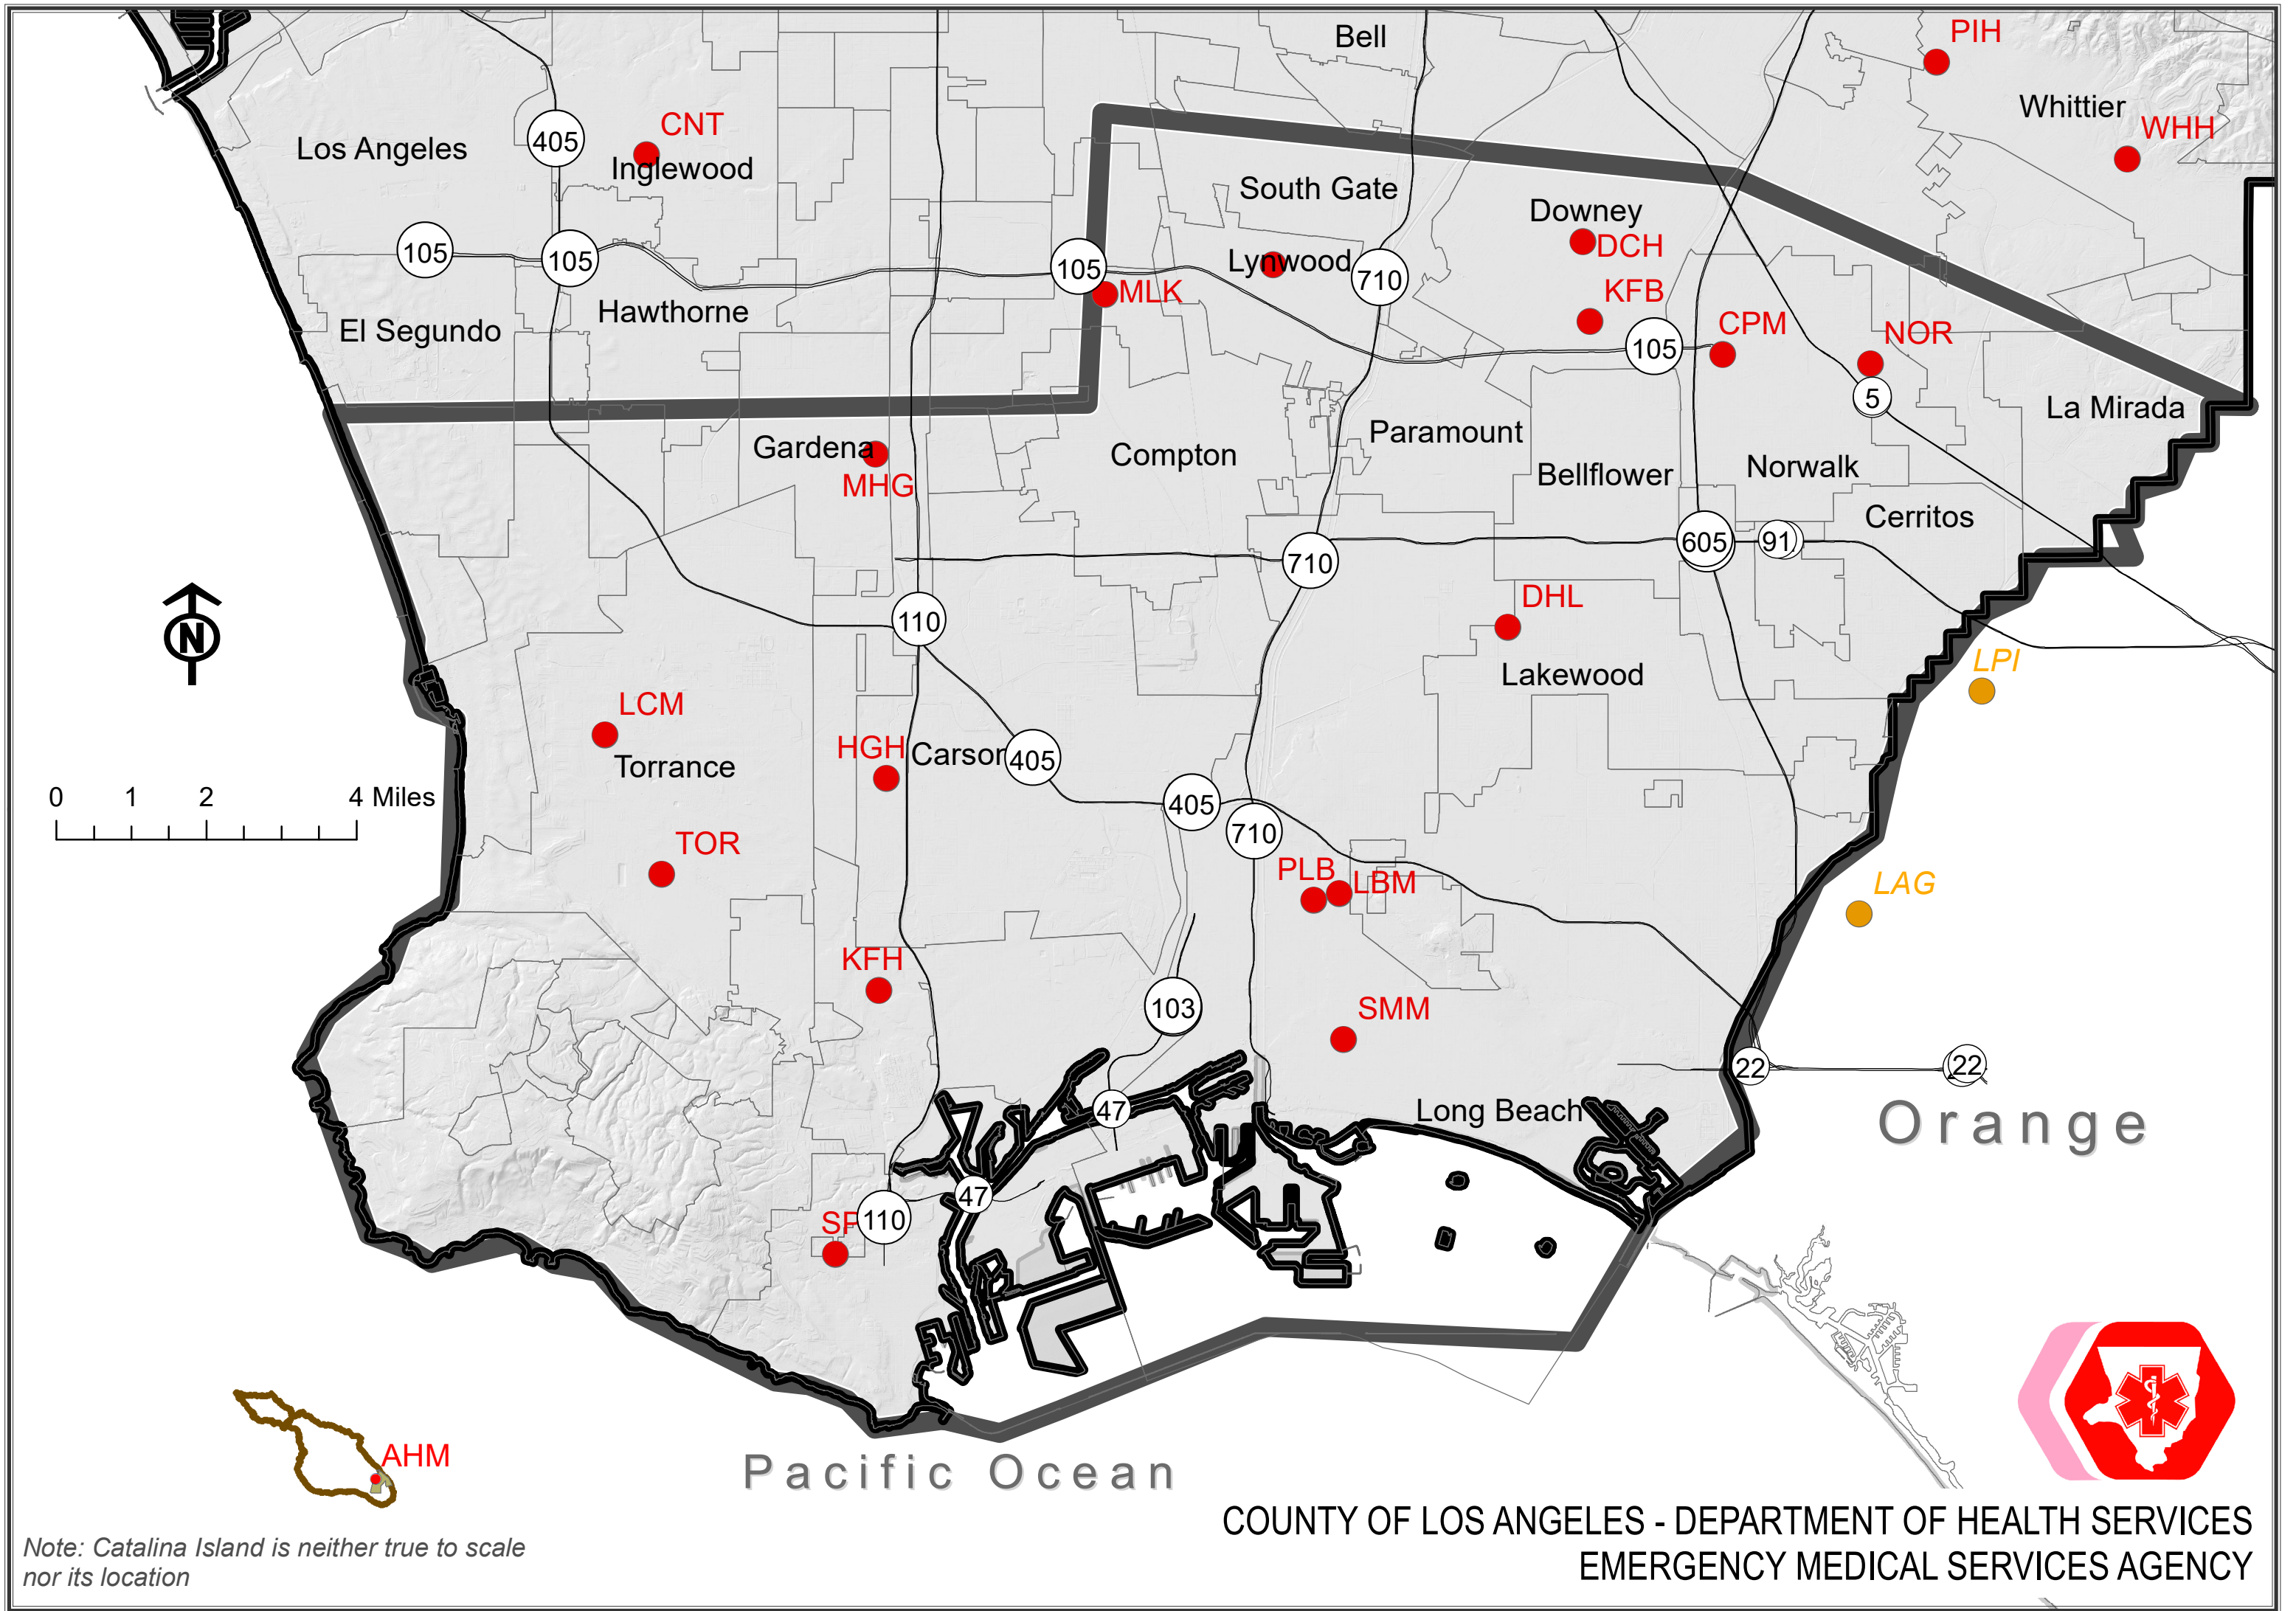 PIH
Bell
Whittier
CNT
WHH
405
Los Angeles
Inglewood
South Gate
Downey
DCH
105
105
105
Lynwood
710
MLK
KFB
Hawthorne
CPM
El Segundo
NOR
105
5
La Mirada
Gardena
Paramount
Compton
MHG
Bellflower
Norwalk
Cerritos
605
91
710
DHL
110
N
LPI
Lakewood
LCM
HGH
Carson
405
Torrance
0 1 2 4 Miles
405
710
TOR
PLB
LBM
LAG
KFH
103
SMM
22
22
47
Long Beach
Orange
47
110
AHM
Pacific Ocean
COUNTY OF LOS ANGELES - DEPARTMENT OF HEALTH SERVICES
EMERGENCY MEDICAL SERVICES AGENCY
Note: Catalina Island is neither true to scale
nor its location